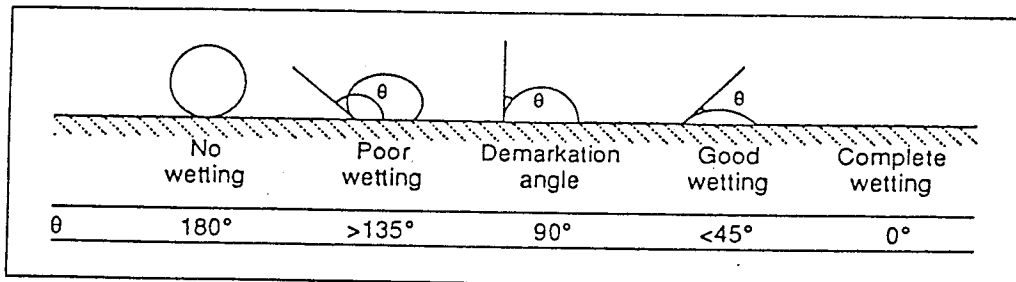 θ θ θ
No Poor Demarkation Good Complete
wetting wetting angle wetting wetting
θ 180° >135° 90° <45° 0°